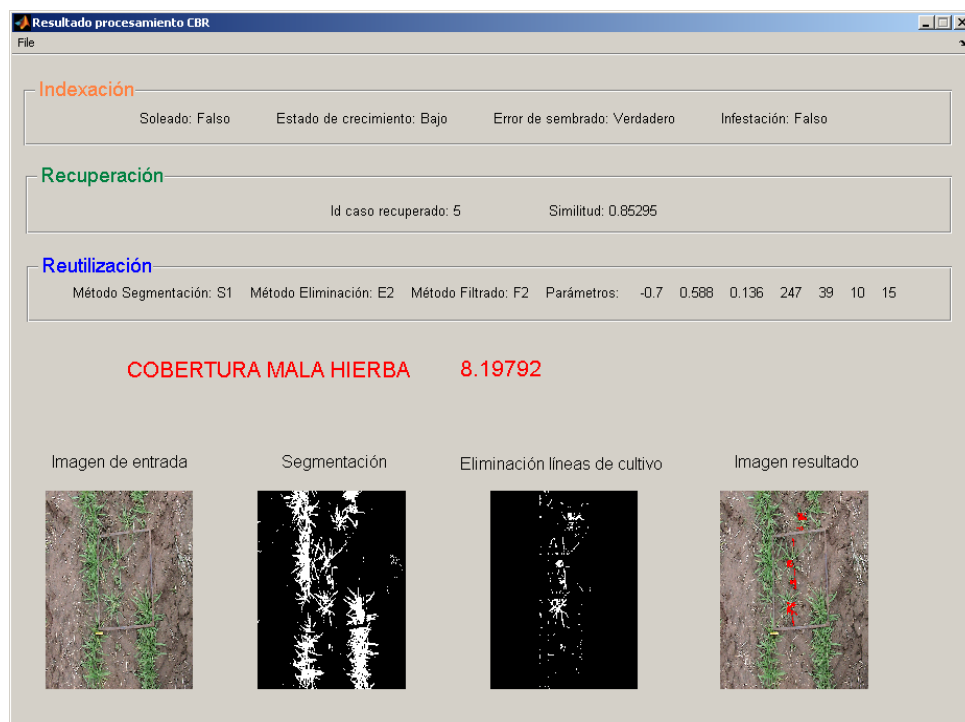 Resultado procesamiento CBR
File
Indexación
Soleado: Falso Estado de crecimiento: Bajo Error de sembrado: Verdadero Infestación: Falso
Recuperación
Id caso recuperado: 5 Similitud: 0.85295
Reutilización
Método Segmentación: S1 Método Eliminación: E2 Método Filtrado: F2 Parámetros: -0.7 0.588 0.136 247 39 10 15
COBERTURA MALA HIERBA 8.19792
Imagen de entrada Segmentación Eliminación líneas de cultivo Imagen resultado